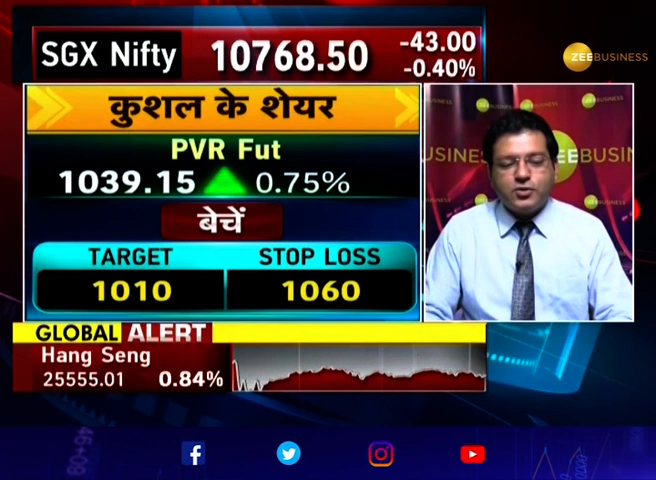 SGX Nifty 10768.50 -43.00
-0.40%
ZEEBUSINESS
कुशल के शेयर
PVR Fut
1039.15 0.75%
बेचें
TARGET STOP LOSS
1010 1060
GLOBAL ALERT
Hang Seng
25555.01 0.84%